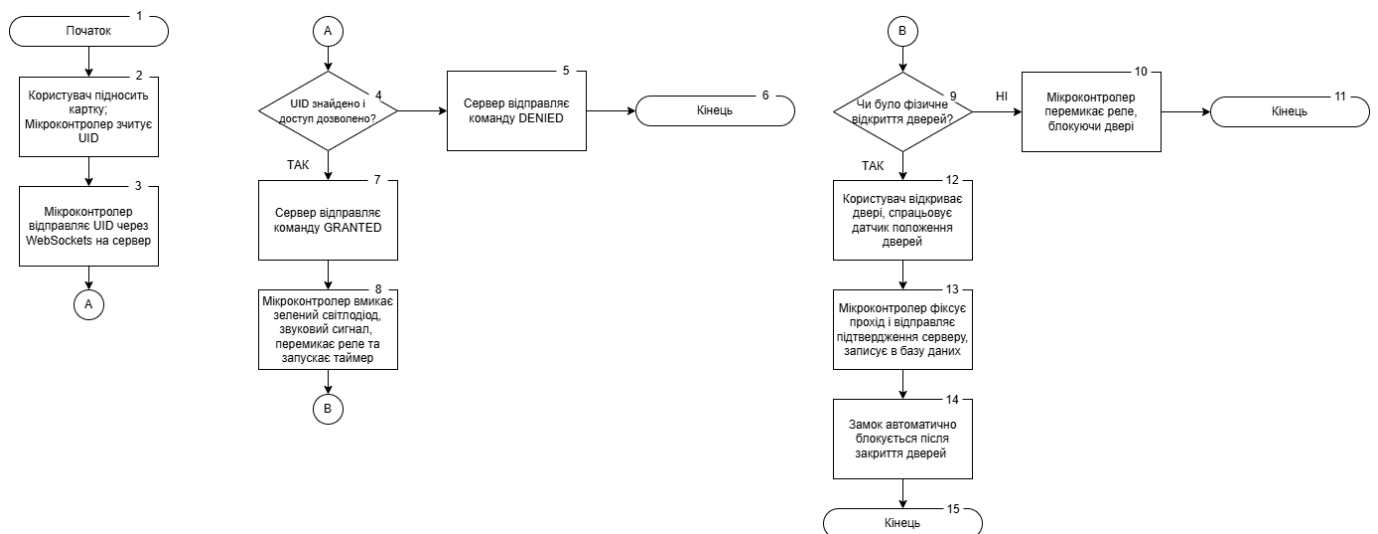 1
Початок
2
Користувач підносить
картку;
Мікроконтролер зчитує
UID
3
Мікроконтролер
відправляє UID через
WebSockets на сервер
A
A
4
UID знайдено і
доступ дозволено?
5
Сервер відправляє
команду DENIED
6
Кінець
ТАК
7
Сервер відправляє
команду GRANTED
8
Мікроконтролер вмикає
зелений світлодіод,
звуковий сигнал,
перемикає реле та
запускає таймер
B
B
9
Чи було фізичне
відкриття дверей?
НІ
10
Мікроконтролер
перемикає реле,
блокуючи двері
11
Кінець
ТАК
12
Користувач відкриває
двері, спрацьовує
датчик положення
дверей
13
Мікроконтролер фіксує
прохід і відправляє
підтвердження серверу,
записує в базу даних
14
Замок автоматично
блокується після
закриття дверей
15
Кінець